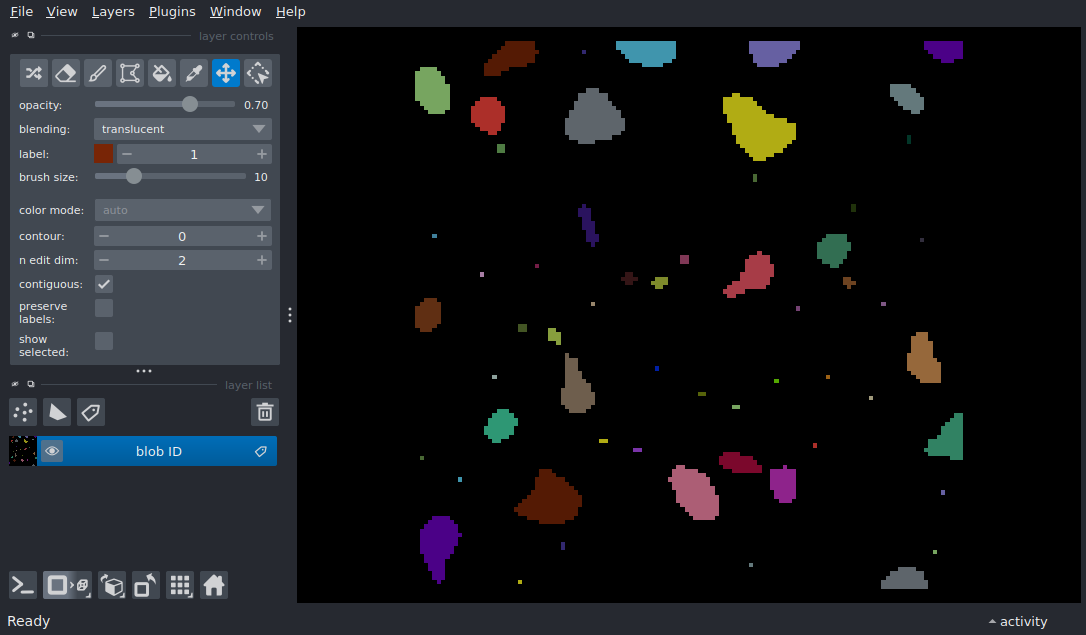 File View Layers Plugins Window Help
layer controls
opacity: 0.70
blending: translucent
label: 1
brush size: 10
color mode: auto
contour: 0
n edit dim: 2
contiguous:
preserve
labels:
show
selected:
layer list
blob ID
Ready activity